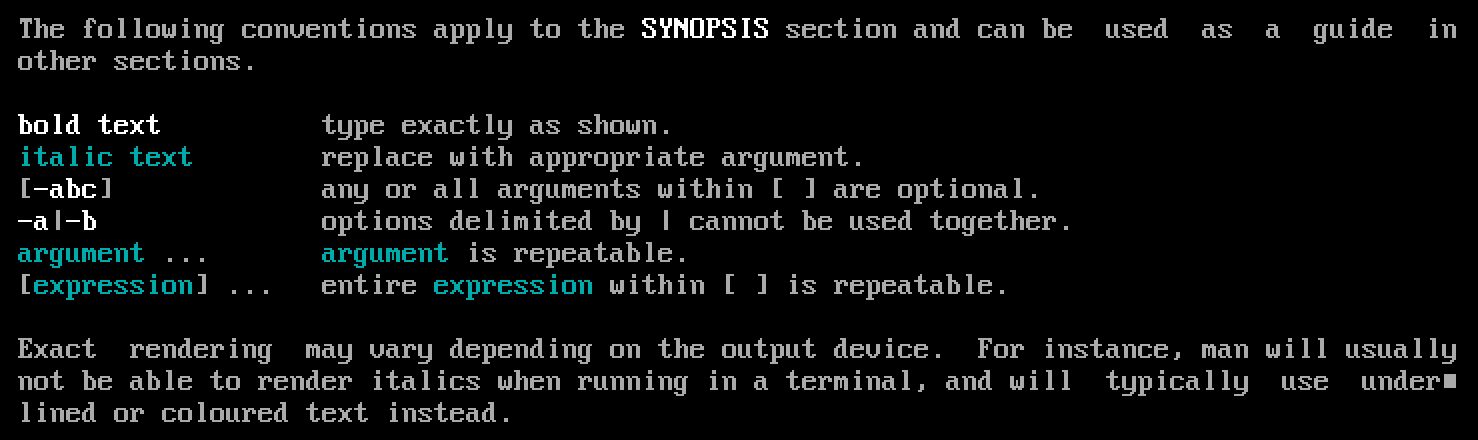 The following conventions apply to the SYNOPSIS section and can be  used  as  a  guide  in
other sections.

bold text          type exactly as shown.
italic text        replace with appropriate argument.
[-abc]             any or all arguments within [ ] are optional.
-a|-b              options delimited by | cannot be used together.
argument ...       argument is repeatable.
[expression] ...   entire expression within [ ] is repeatable.

Exact  rendering  may vary depending on the output device.  For instance, man will usually
not be able to render italics when running in a terminal, and will  typically  use  under■
lined or coloured text instead.